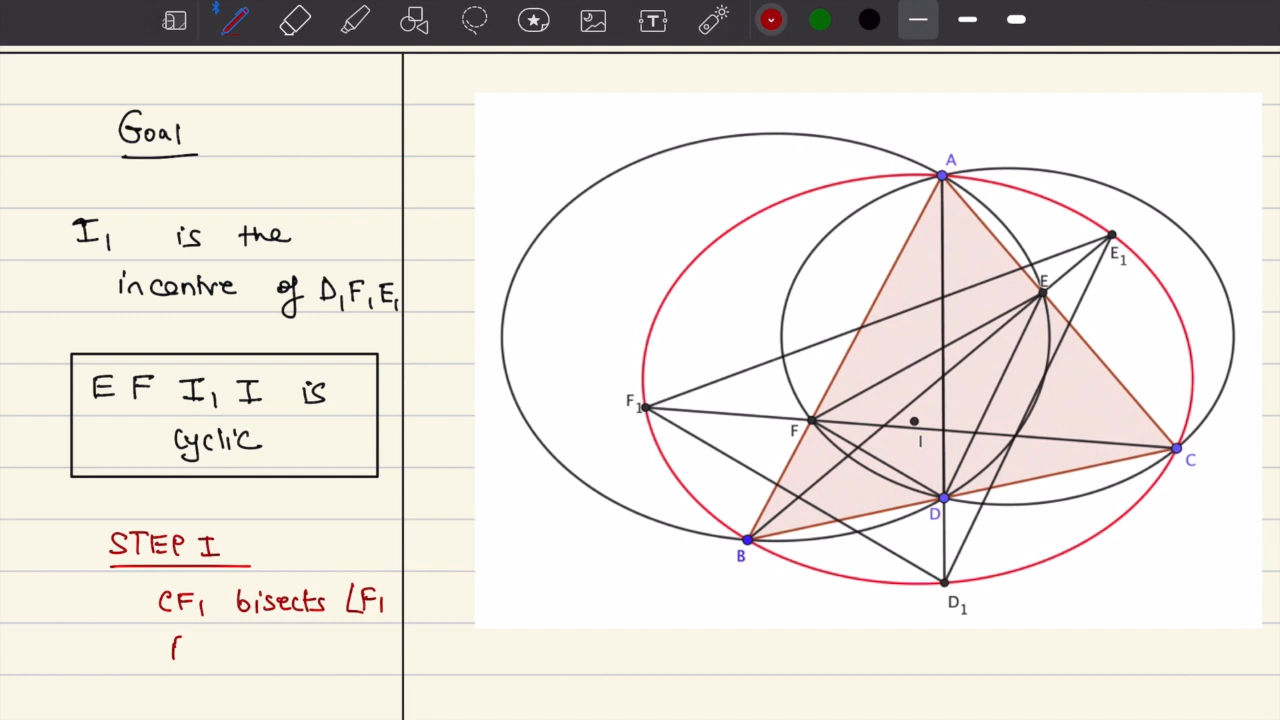 Goal
I₁ is the
incentre of D₁F₁E₁
E F I₁ I is
cyclic
STEP I
CF₁ bisects ∠F₁
A
E₁
E
F₁
F
I
C
D
B
D₁
T